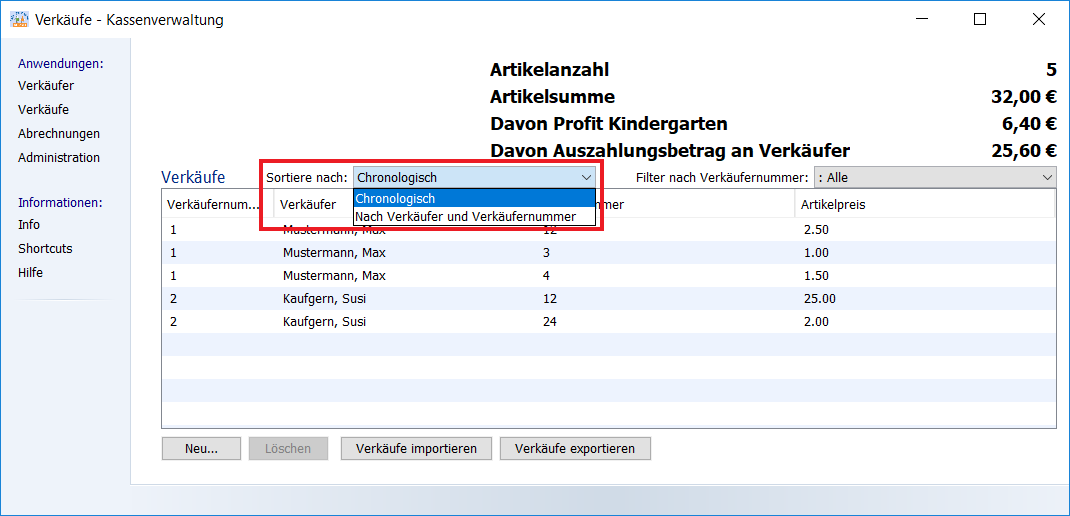 Verkäufe - Kassenverwaltung
Anwendungen:
Verkäufer
Verkäufe
Abrechnungen
Administration
Informationen:
Info
Shortcuts
Hilfe
Artikelanzahl 5
Artikelsumme 32,00 €
Davon Profit Kindergarten 6,40 €
Davon Auszahlungsbetrag an Verkäufer 25,60 €
Verkäufe Sortiere nach: Chronologisch Filter nach Verkäufernummer: : Alle
Chronologisch
Nach Verkäufer und Verkäufernummer
Verkäufernum... Verkäufer mmer Artikelpreis
1 Mustermann, Max 12 2.50
1 Mustermann, Max 3 1.00
1 Mustermann, Max 4 1.50
2 Kaufgern, Susi 12 25.00
2 Kaufgern, Susi 24 2.00
Neu... Löschen Verkäufe importieren Verkäufe exportieren